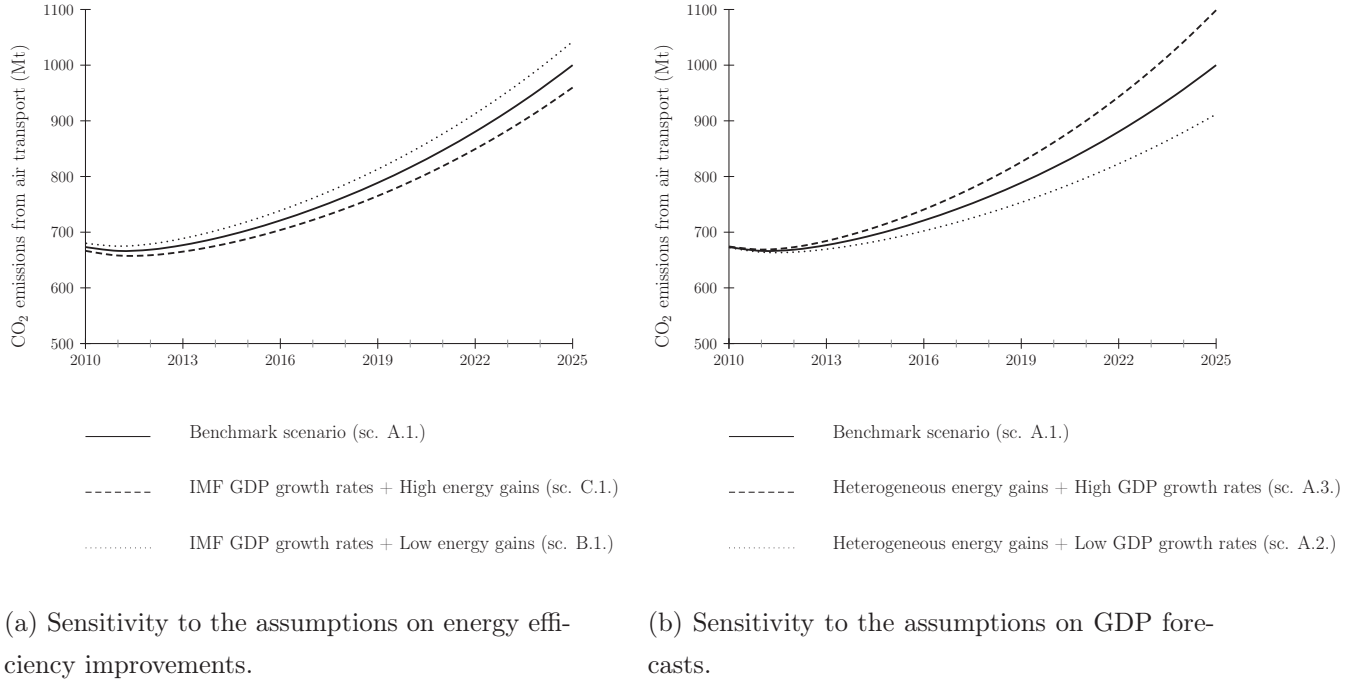 1100
1000
900
800
700
600
500
CO2 emissions from air transport (Mt)
2010 2013 2016 2019 2022 2025
Benchmark scenario (sc. A.1.)
IMF GDP growth rates + High energy gains (sc. C.1.)
IMF GDP growth rates + Low energy gains (sc. B.1.)
(a) Sensitivity to the assumptions on energy effi-
ciency improvements.
1100
1000
900
800
700
600
500
CO2 emissions from air transport (Mt)
2010 2013 2016 2019 2022 2025
Benchmark scenario (sc. A.1.)
Heterogeneous energy gains + High GDP growth rates (sc. A.3.)
Heterogeneous energy gains + Low GDP growth rates (sc. A.2.)
(b) Sensitivity to the assumptions on GDP fore-
casts.